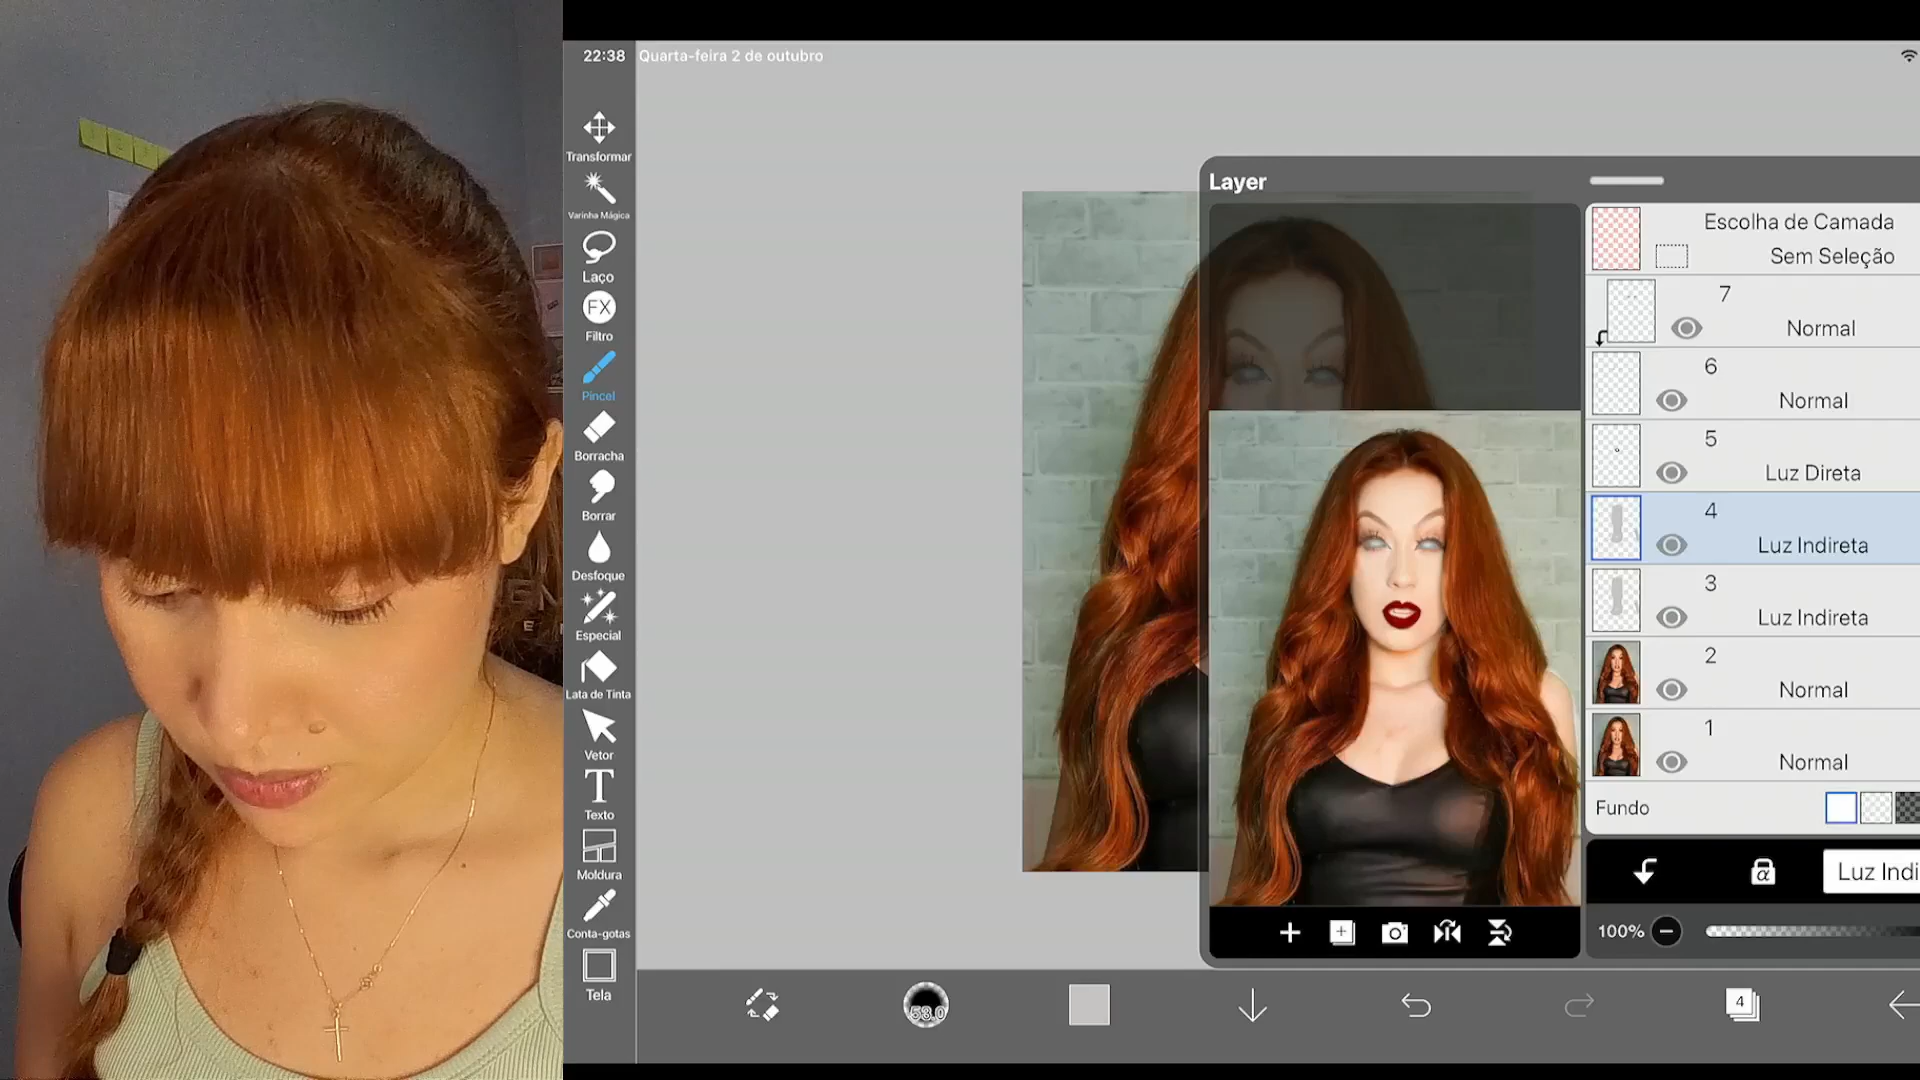 22:38 Quarta-feira 2 de outubro
Transformar
Varinha Mágica
Laço
FX
Filtro
Pincel
Borracha
Borrar
Desfoque
Especial
Lata de Tinta
Vetor
T
Texto
Moldura
Conta-gotas
Tela
Layer
Escolha de Camada
Sem Seleção
7
Normal
6
Normal
5
Luz Direta
4
Luz Indireta
3
Luz Indireta
2
Normal
1
Normal
Fundo
α
Luz Indi
100%
53.0
4